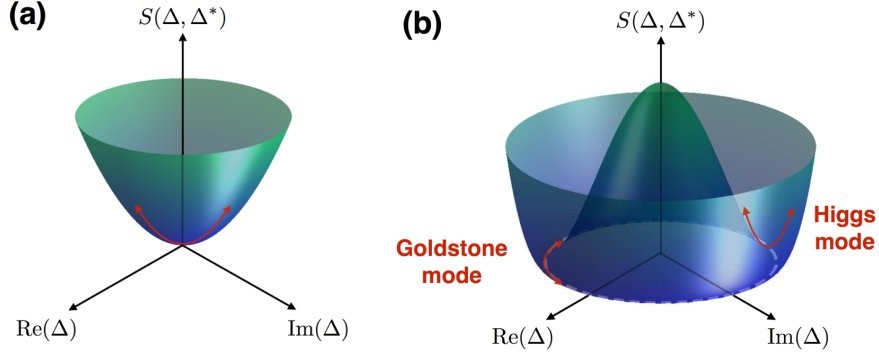 (a)
S(Δ, Δ*)
Re(Δ)
Im(Δ)
(b)
S(Δ, Δ*)
Goldstone
mode
Higgs
mode
Re(Δ)
Im(Δ)